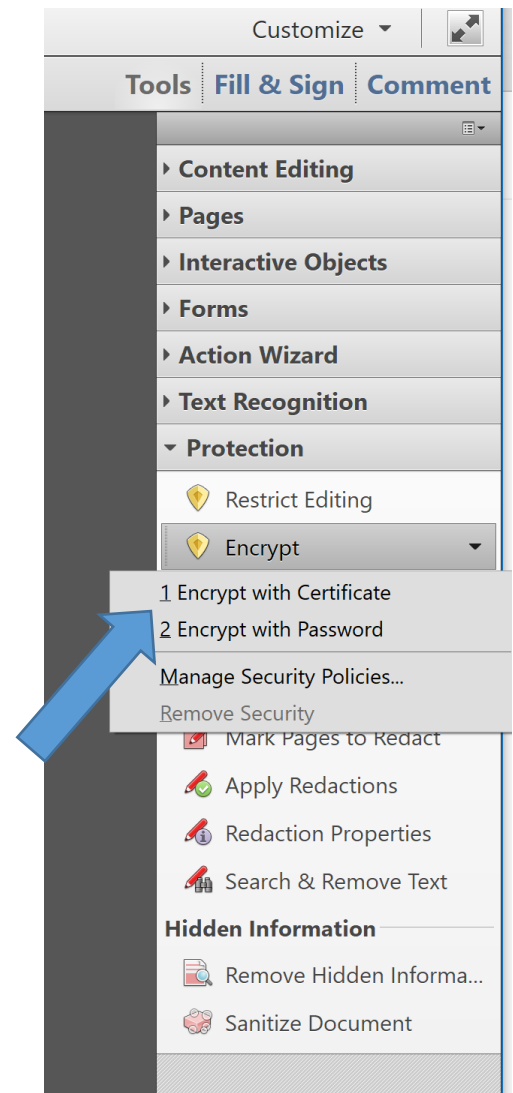 Customize
Tools Fill & Sign Comment
Content Editing
Pages
Interactive Objects
Forms
Action Wizard
Text Recognition
Protection
Restrict Editing
Encrypt
1 Encrypt with Certificate
2 Encrypt with Password
Manage Security Policies...
Remove Security
Mark Pages to Redact
Apply Redactions
Redaction Properties
Search & Remove Text
Hidden Information
Remove Hidden Informa...
Sanitize Document